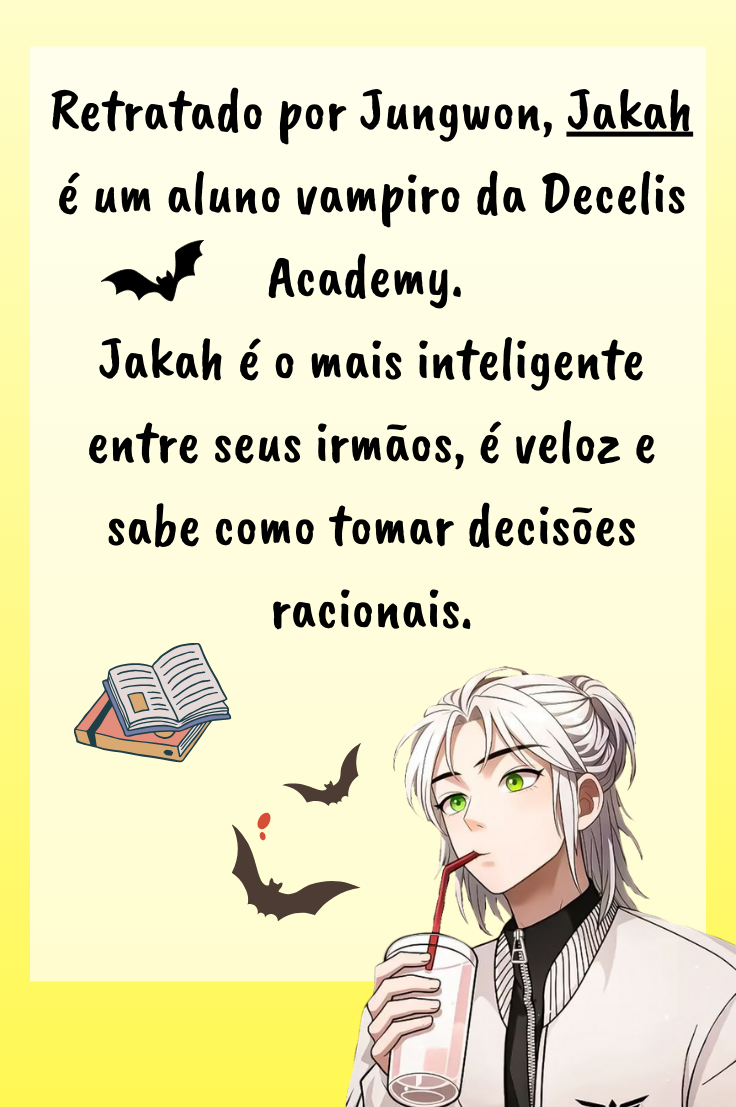 Retratado por Jungwon, Jakah
é um aluno vampiro da Decelis
Academy.
Jakah é o mais inteligente
entre seus irmãos, é veloz e
sabe como tomar decisões
racionais.